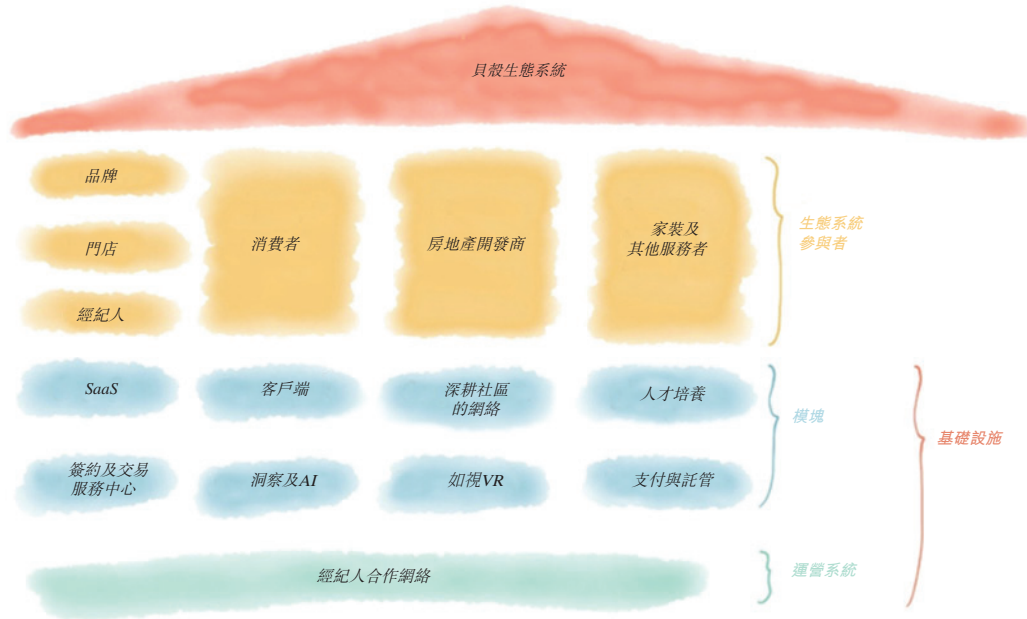 貝殼生態系統
品牌
門店
經紀人
消費者
房地產開發商
家裝及
其他服務者
生態系統
參與者
SaaS
客戶端
深耕社區
的網絡
人才培養
簽約及交易
服務中心
洞察及AI
如視VR
支付與託管
模塊
基礎設施
經紀人合作網絡
運營系統